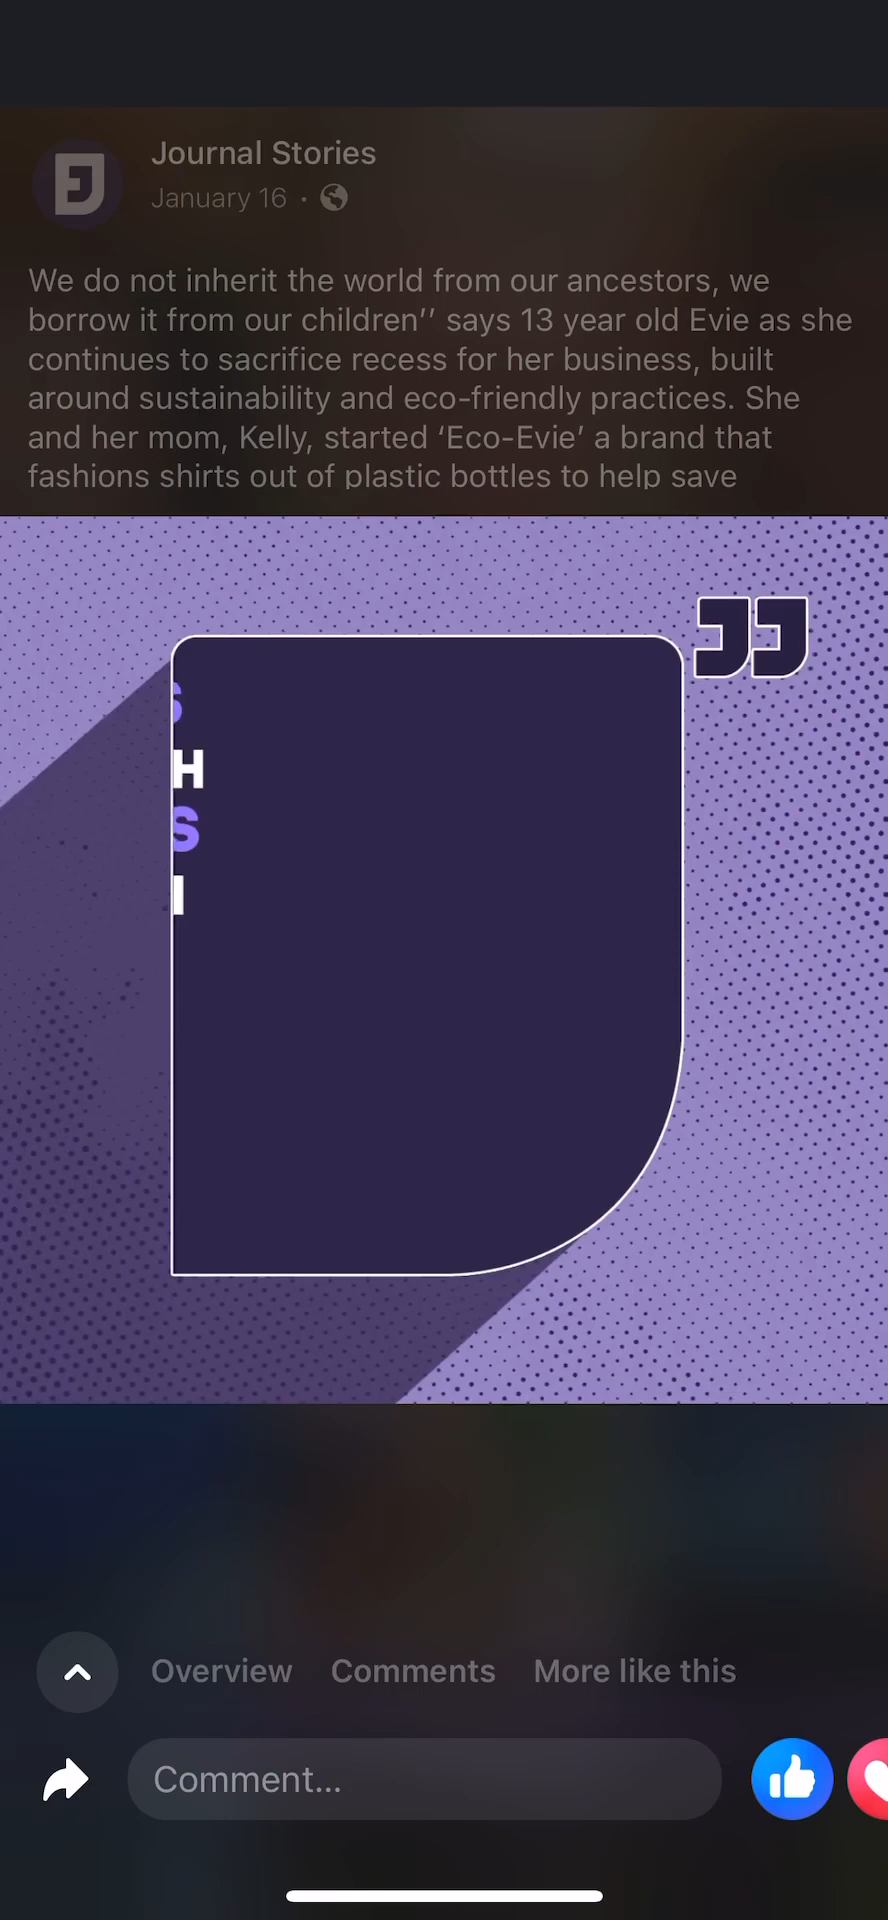 Journal Stories
January 16 ·
We do not inherit the world from our ancestors, we
borrow it from our children’’ says 13 year old Evie as she
continues to sacrifice recess for her business, built
around sustainability and eco-friendly practices. She
and her mom, Kelly, started ‘Eco-Evie’ a brand that
fashions shirts out of plastic bottles to help save
S
H
S
I
Overview Comments More like this
Comment...